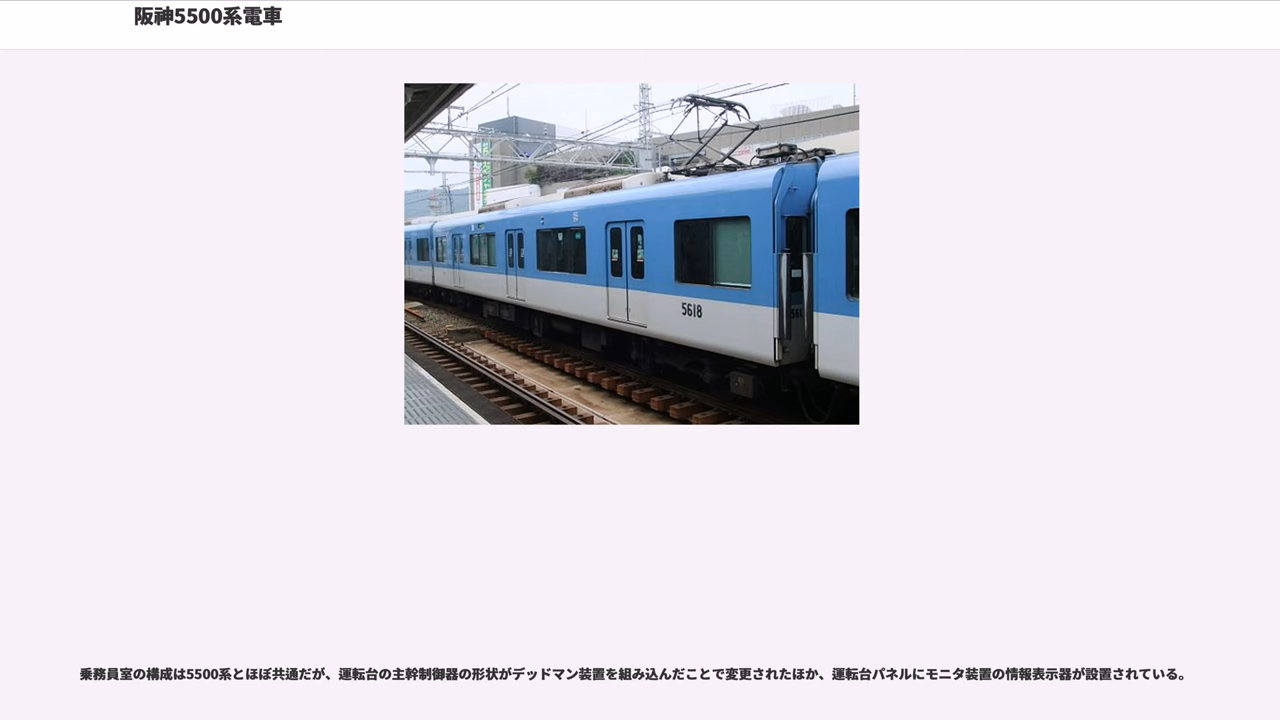 阪神5500系電車
5618
乗務員室の構成は5500系とほぼ共通だが、運転台の主幹制御器の形状がデッドマン装置を組み込んだことで変更されたほか、運転台パネルにモニタ装置の情報表示器が設置されている。